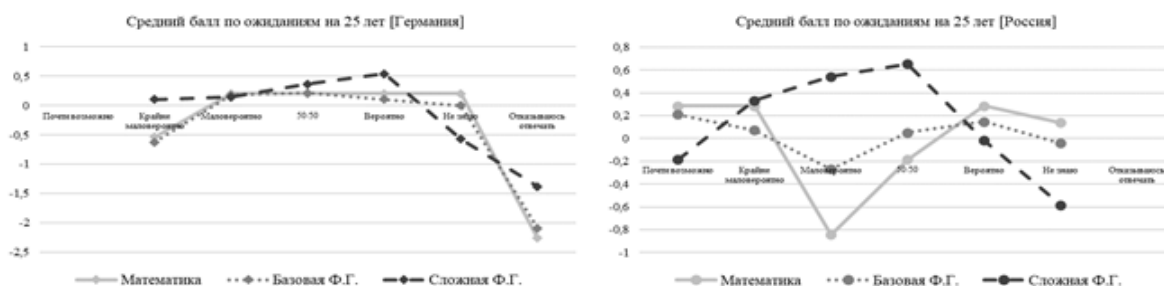 Средний балл по ожиданиям на 25 лет [Германия]
1
0,5
0
-0,5
-1
-1,5
-2
-2,5
Почти возможно
Крайне
маловероятно
Маловероятно
50-50
Вероятно
Не знаю
Отказываюсь
отвечать
Математика
Базовая Ф.Г.
Сложная Ф.Г.
Средний балл по ожиданиям на 25 лет [Россия]
0,8
0,6
0,4
0,2
0
-0,2
-0,4
-0,6
-0,8
-1
Почти возможно
Крайне
маловероятно
Маловероятно
50-50
Вероятно
Не знаю
Отказываюсь
отвечать
Математика
Базовая Ф.Г.
Сложная Ф.Г.